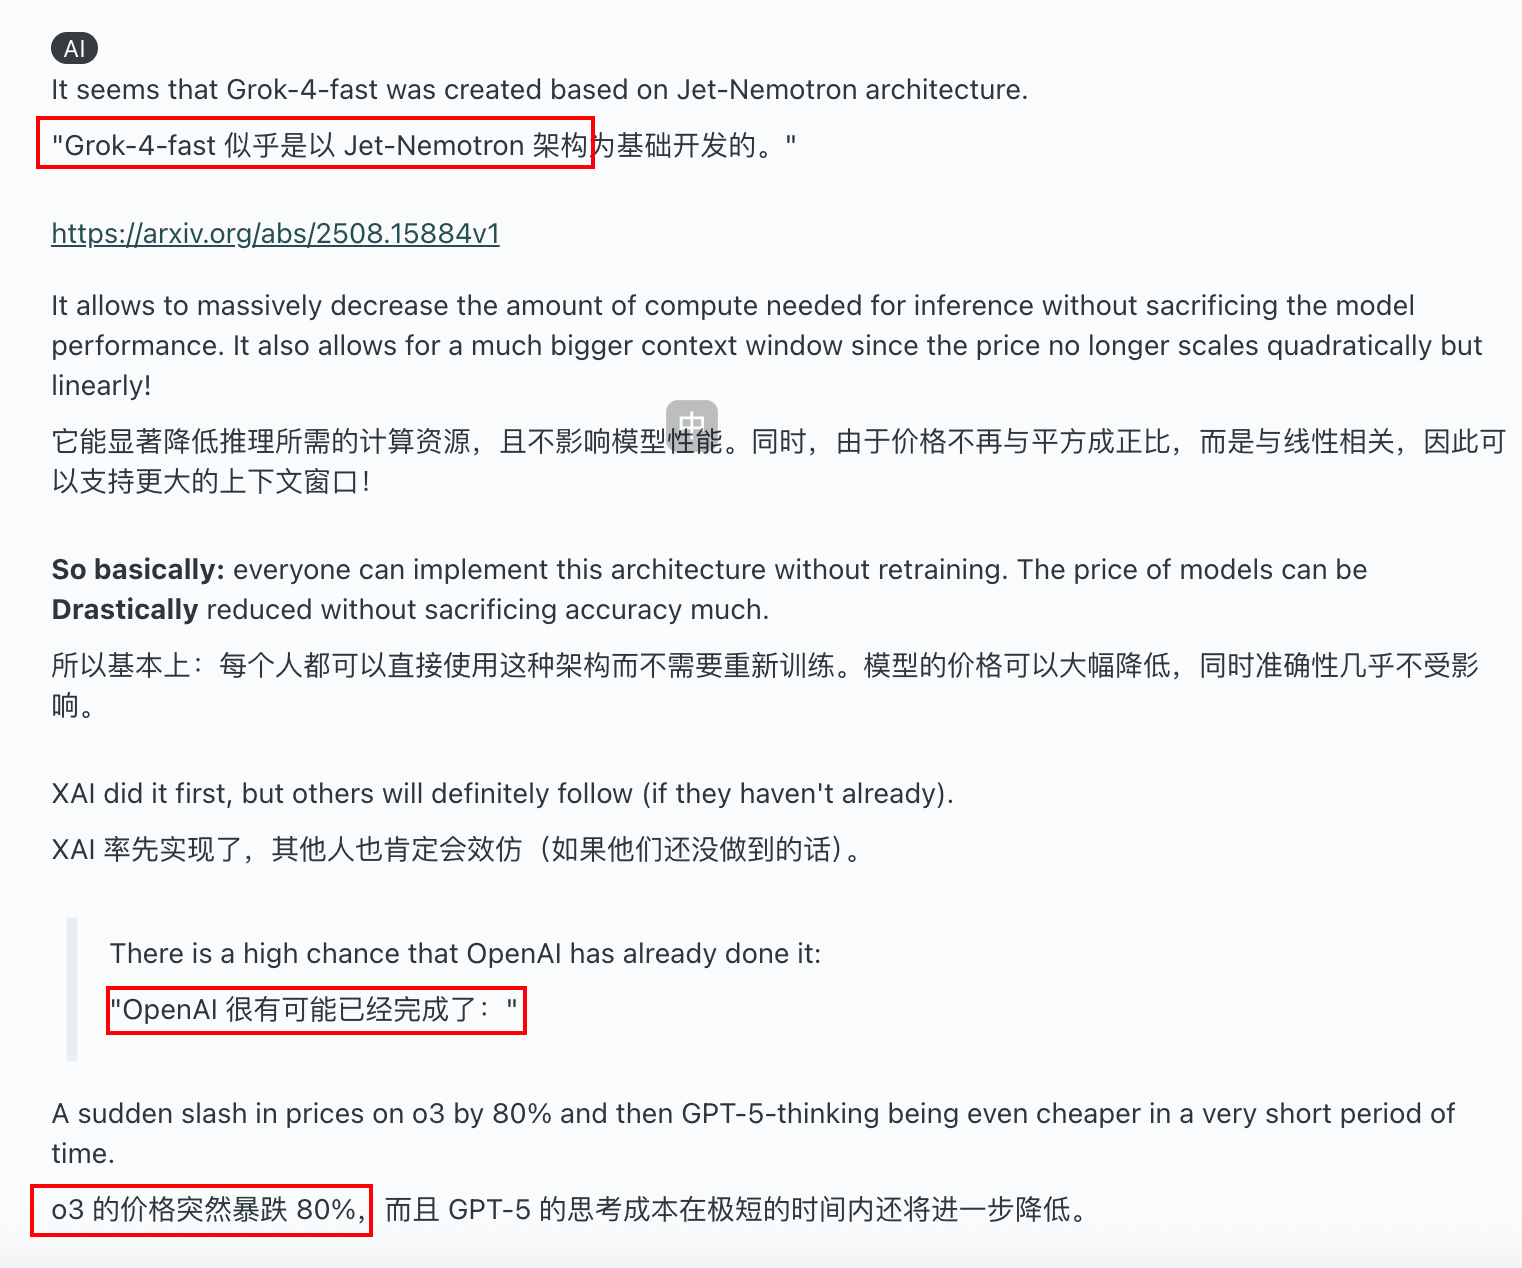 AI
It seems that Grok-4-fast was created based on Jet-Nemotron architecture.
"Grok-4-fast 似乎是以 Jet-Nemotron 架构为基础开发的。"
https://arxiv.org/abs/2508.15884v1
It allows to massively decrease the amount of compute needed for inference without sacrificing the model
performance. It also allows for a much bigger context window since the price no longer scales quadratically but
linearly!
中
它能显著降低推理所需的计算资源，且不影响模型性能。同时，由于价格不再与平方成正比，而是与线性相关，因此可
以支持更大的上下文窗口！
So basically: everyone can implement this architecture without retraining. The price of models can be
Drastically reduced without sacrificing accuracy much.
所以基本上：每个人都可以直接使用这种架构而不需要重新训练。模型的价格可以大幅降低，同时准确性几乎不受影
响。
XAI did it first, but others will definitely follow (if they haven't already).
XAI 率先实现了，其他人也肯定会效仿（如果他们还没做到的话）。
There is a high chance that OpenAI has already done it:
"OpenAI 很有可能已经完成了："
A sudden slash in prices on o3 by 80% and then GPT-5-thinking being even cheaper in a very short period of
time.
o3 的价格突然暴跌 80%，而且 GPT-5 的思考成本在极短的时间内还将进一步降低。